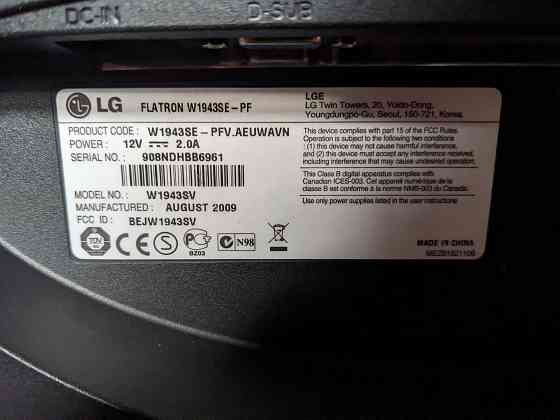 DC-IN D-SUB
LG FLATRON W1943SE-PF
LGE
LG Twin Towers, 20, Yoido-Dong,
Youngdungpo-Gu, Seoul, 150-721, Korea.
PRODUCT CODE : W1943SE-PFV.AEUWAVN
POWER : 12V 2.0A
SERIAL NO. : 908NDHBB6961
MODEL NO. : W1943SV
MANUFACTURED : AUGUST 2009
FCC ID : BEJW1943SV
This device complies with part 15 of the FCC Rules.
Operation is subject to the following two conditions
: (1) this device may not cause harmful interference,
and (2) this device must accept any interference received,
including interference that may cause undesired operation.
This Class B digital apparatus complies with
Canadian ICES-003. Cet appareil numérique de la
classe B est conforme à la norme NMB-003 du Canada.
Use only power supplies listed in the user instructions
TÜV CE PC BZ03 N98
MADE IN CHINA